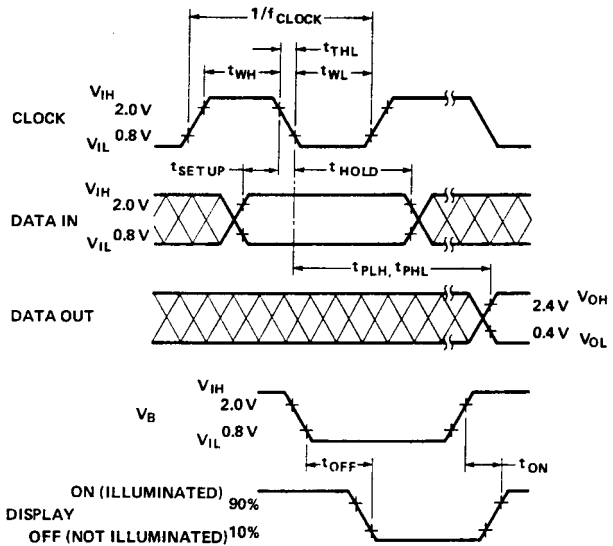 1/fCLOCK
tTHL
tWH
tWL
VIH
2.0 V
CLOCK
0.8 V
VIL
tSETUP
tHOLD
VIH
2.0 V
DATA IN
VIL 0.8 V
tPLH, tPHL
DATA OUT
2.4 V VOH
0.4 V VOL
VIH
2.0 V
VB
VIL 0.8 V
tOFF
tON
ON (ILLUMINATED) 90%
DISPLAY
OFF (NOT ILLUMINATED) 10%